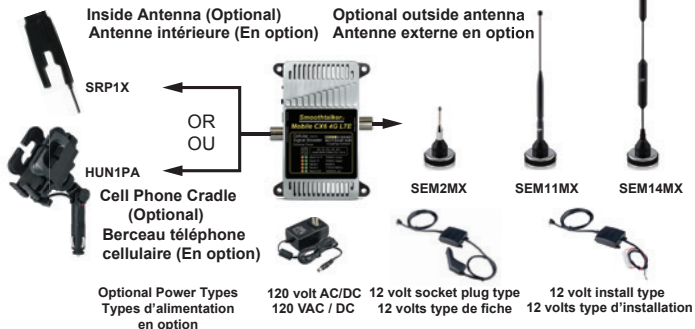 Inside Antenna (Optional)
Antenne intérieure (En option)
Optional outside antenna
Antenne externe en option
SRP1X
OR
OU
HUN1PA
Cell Phone Cradle
(Optional)
Berceau téléphone
cellulaire (En option)
Smoothtalker
Mobile CX6 4G LTE
Signal Booster
SEM2MX
SEM11MX
SEM14MX
Optional Power Types
Types d'alimentation
en option
120 volt AC/DC
120 VAC / DC
12 volt socket plug type
12 volts type de fiche
12 volt install type
12 volts type d'installation